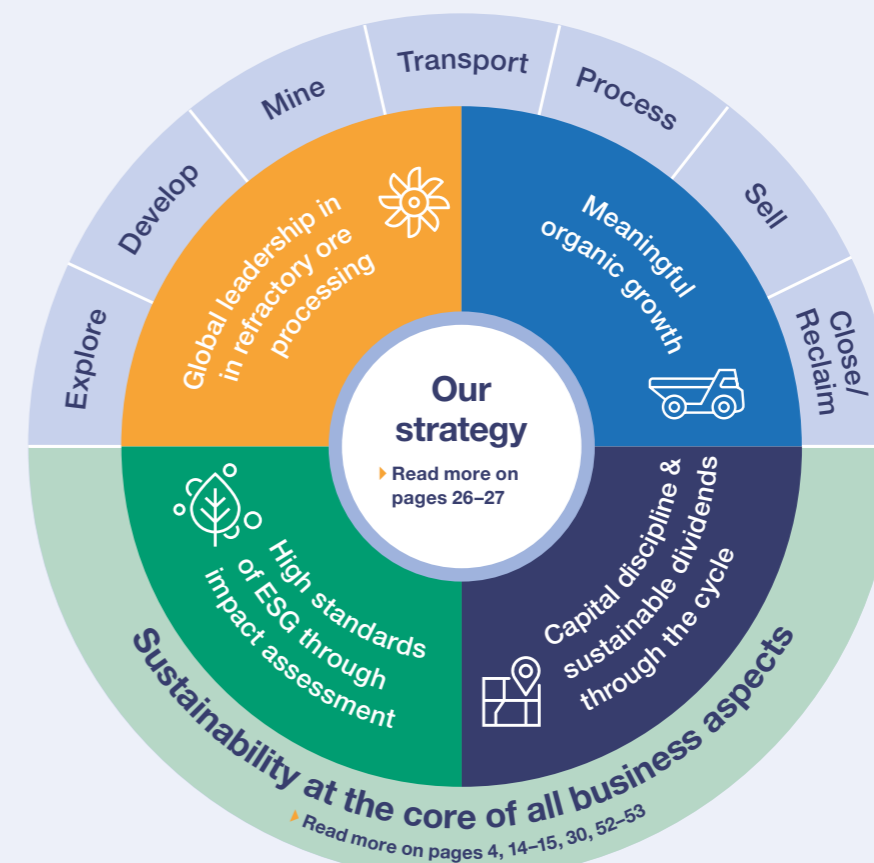 Explore
Develop
Mine
Transport
Process
Sell
Close/
Reclaim
Global leadership in
in refractory ore
processing
Meaningful
organic growth
Our
strategy
Read more on
pages 26–27
High standards
of ESG through
impact assessment
Capital discipline &
sustainable dividends
through the cycle
Sustainability at the core of all business aspects
Read more on pages 4, 14–15, 30, 52–53